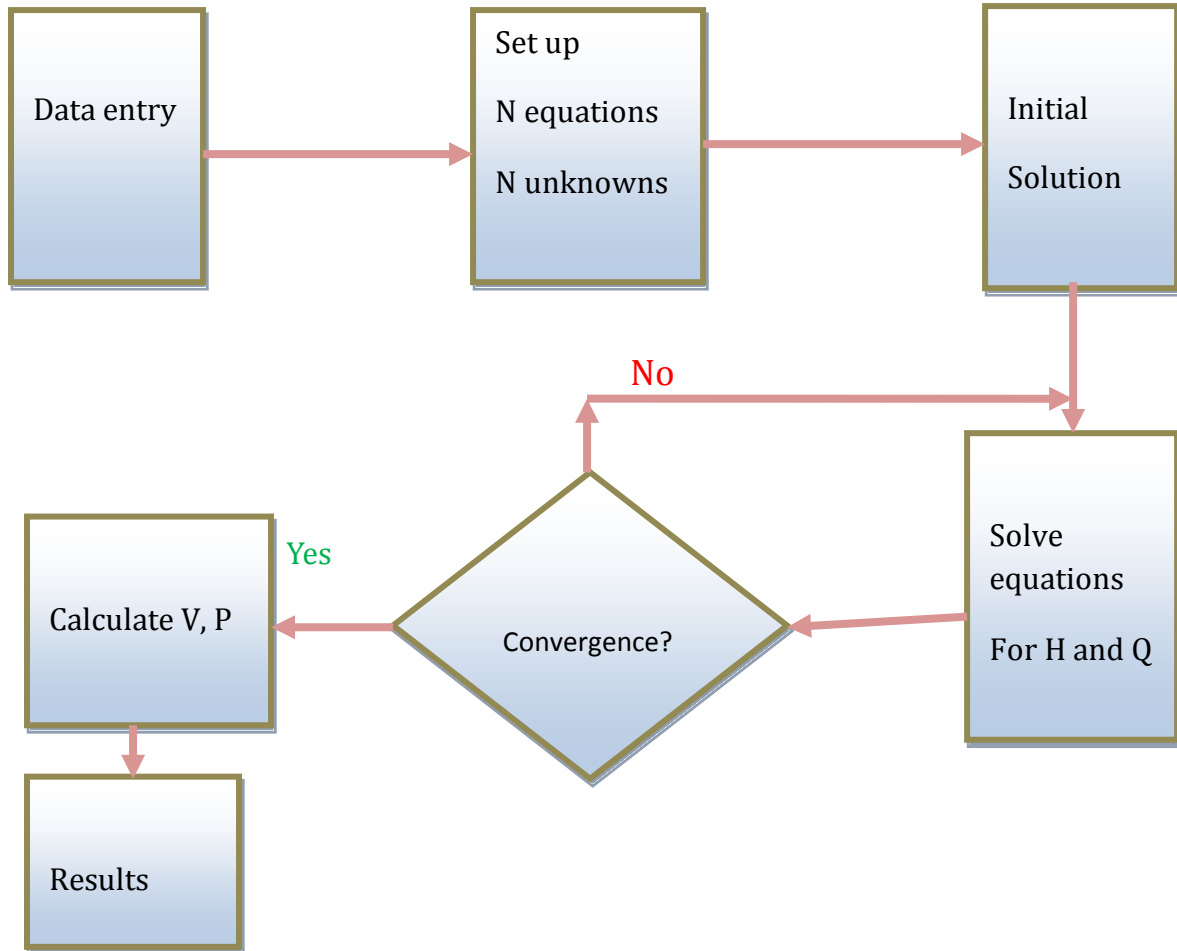 Data entry
Set up
N equations
N unknowns
Initial
Solution
No
Solve
equations
For H and Q
Convergence?
Yes
Calculate V, P
Results